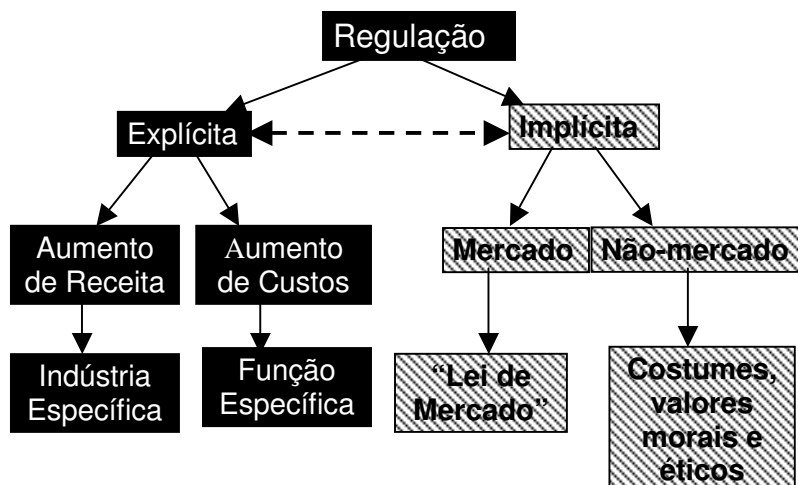 Regulação
Explícita
Implícita
Aumento
de Receita
Aumento
de Custos
Mercado
Não-mercado
Indústria
Específica
Função
Específica
“Lei de
Mercado”
Costumes,
valores
morais e
éticos